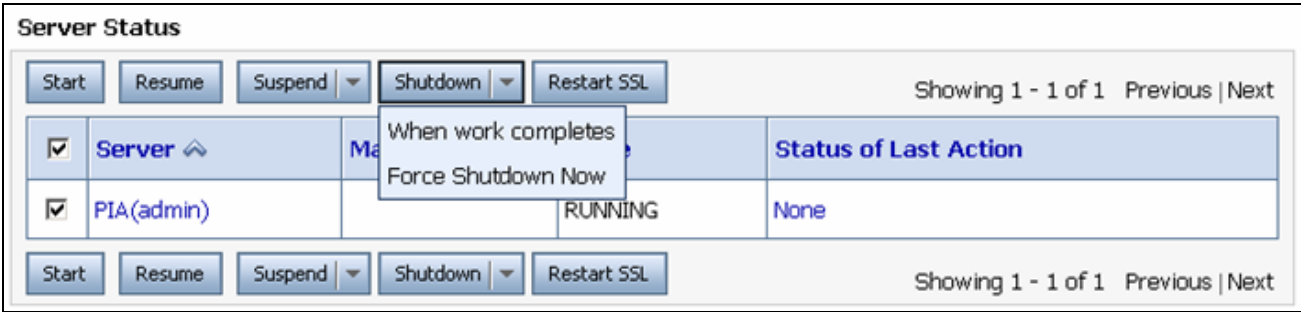 Server Status
Start Resume Suspend Shutdown Restart SSL Showing 1 - 1 of 1 Previous | Next
When work completes
Server Status of Last Action
Force Shutdown Now
PIA(admin) RUNNING None
Start Resume Suspend Shutdown Restart SSL Showing 1 - 1 of 1 Previous | Next